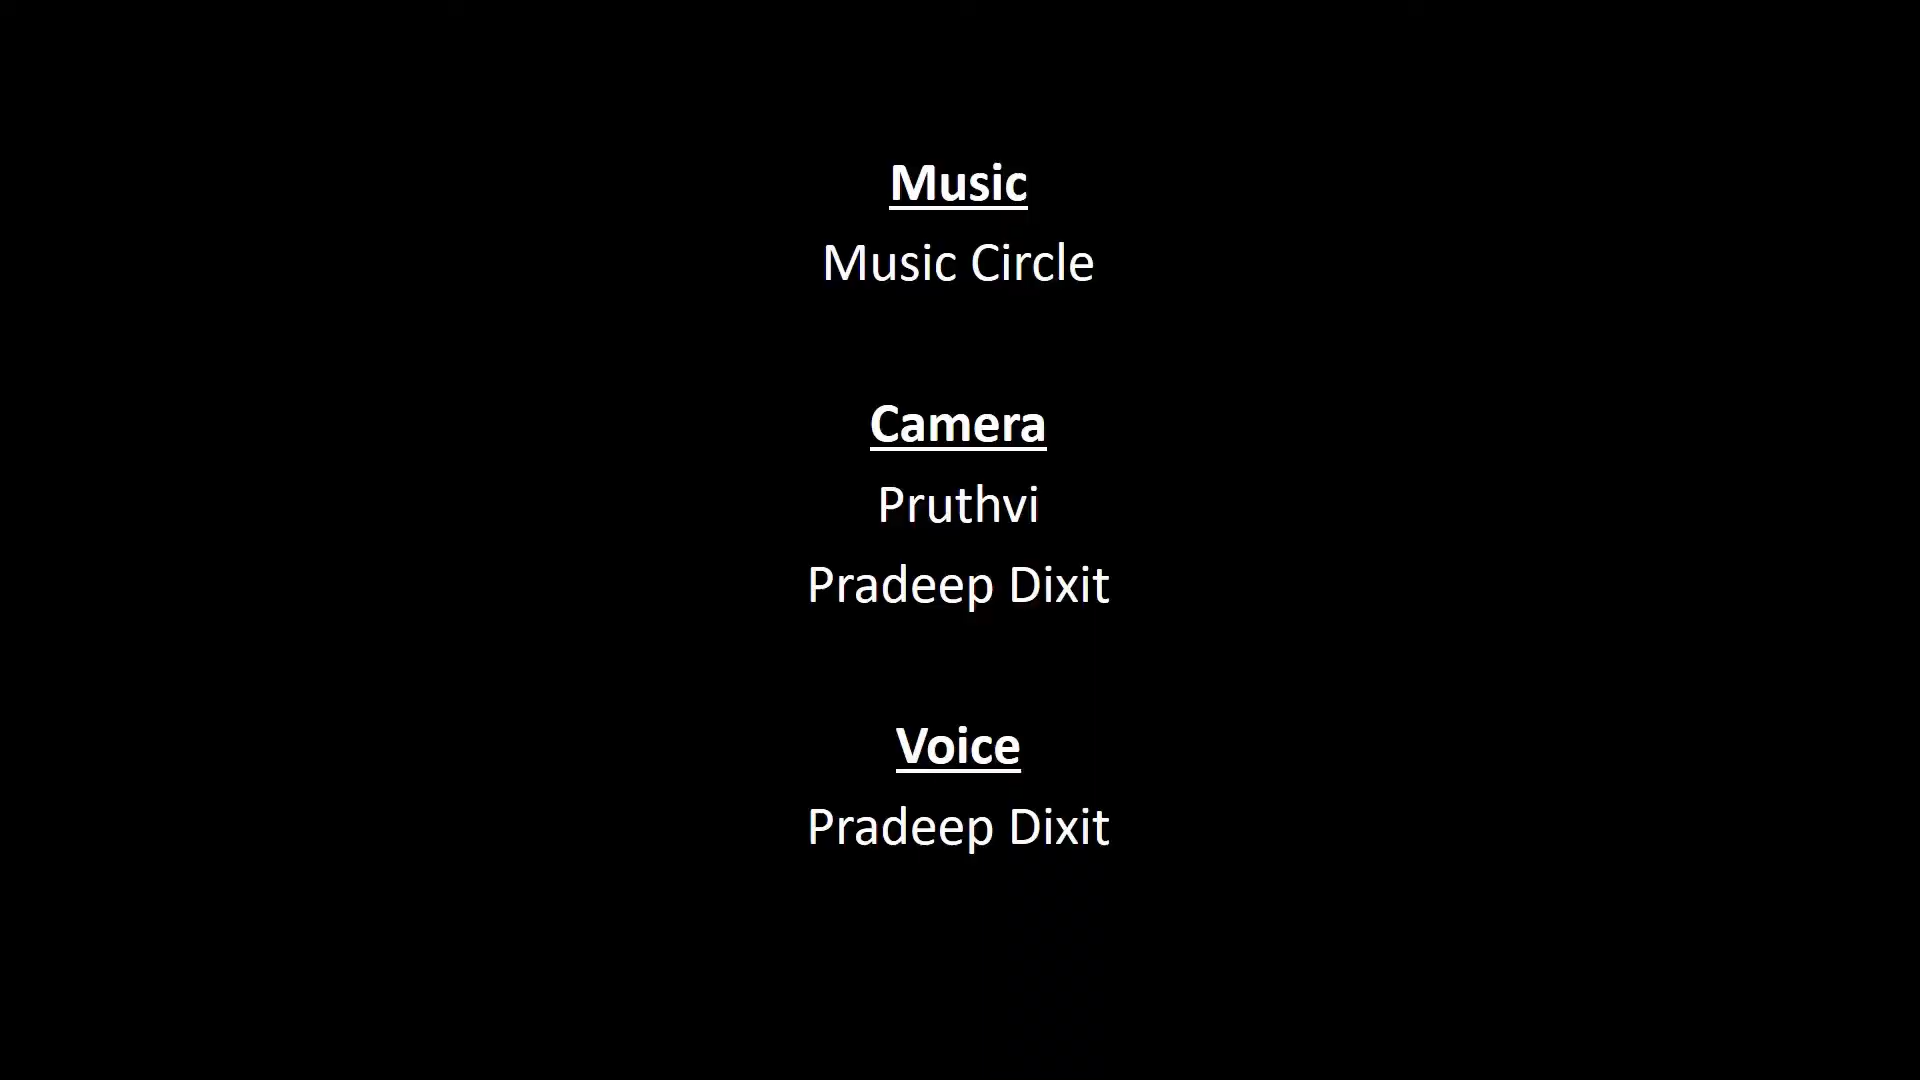 Music
Music Circle
Camera
Pruthvi
Pradeep Dixit
Voice
Pradeep Dixit